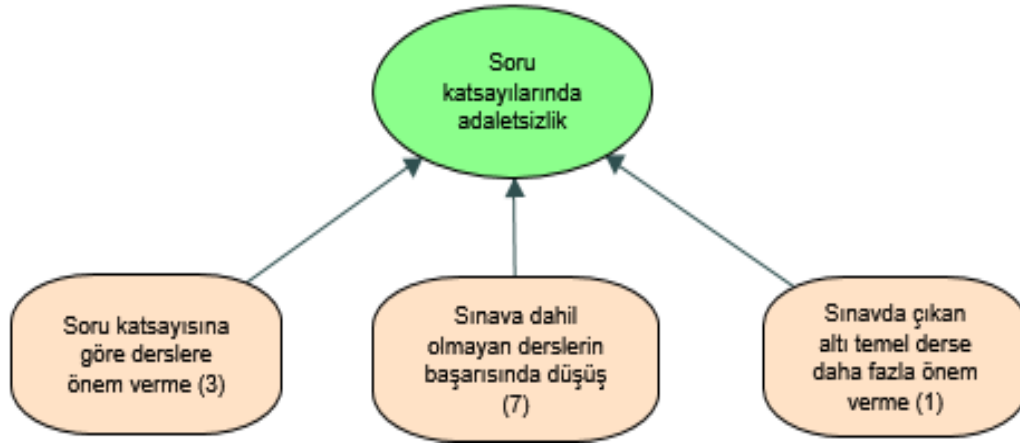 Soru
katsayılarında
adaletsizlik
Soru katsayısına
göre derslere
önem verme (3)
Sınava dahil
olmayan derslerin
başarısında düşüş
(7)
Sınavda çıkan
altı temel derse
daha fazla önem
verme (1)